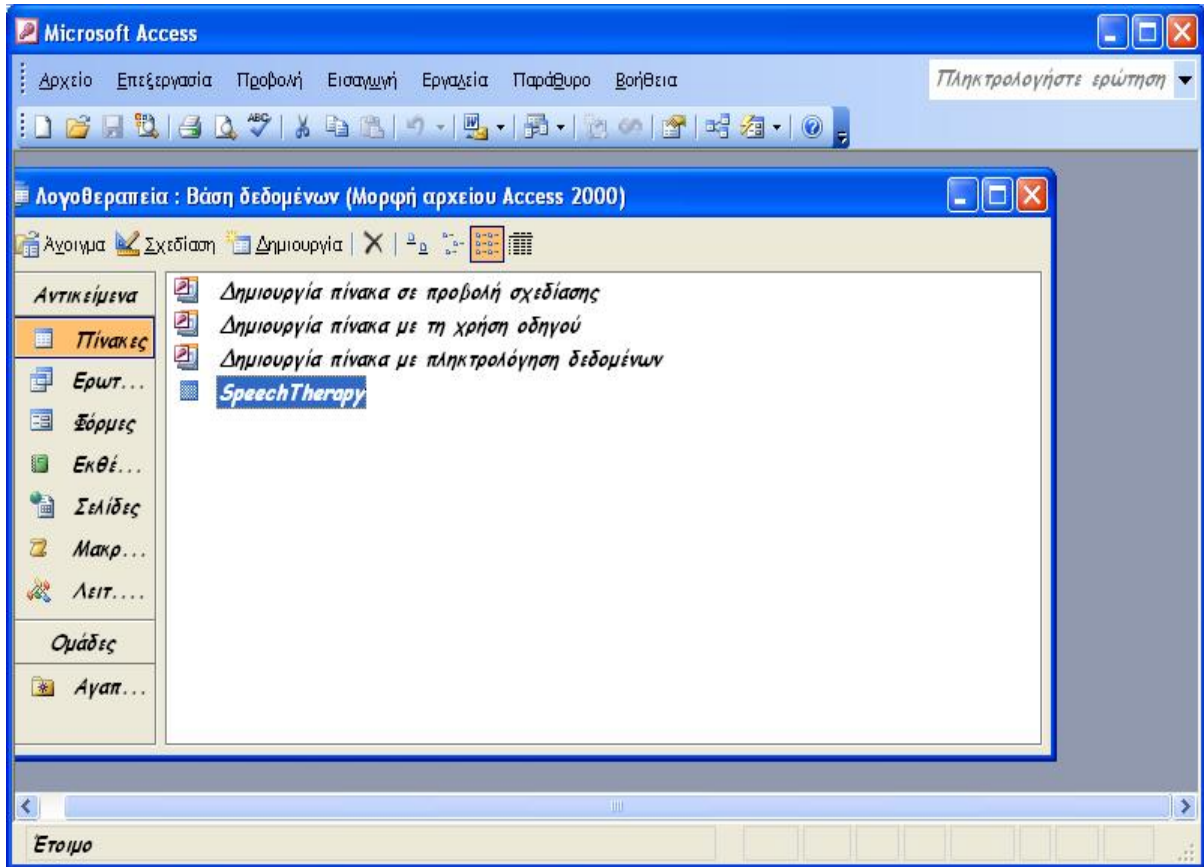 Microsoft Access
Αρχείο Επεξεργασία Προβολή Εισαγωγή Εργαλεία Παράθυρο Βοήθεια Πληκτρολογήστε ερώτηση
Λογοθεραπεία : Βάση δεδομένων (Μορφή αρχείου Access 2000)
Άνοιγμα Σχεδίαση Δημιουργία
Αντικείμενα
Πίνακες
Ερωτ...
Φόρμες
Εκθέ...
Σελίδες
Μακρ...
Λειτ....
Ομάδες
Αγαπ...
Δημιουργία πίνακα σε προβολή σχεδίασης
Δημιουργία πίνακα με τη χρήση οδηγού
Δημιουργία πίνακα με πληκτρολόγηση δεδομένων
SpeechTherapy
Έτοιμο